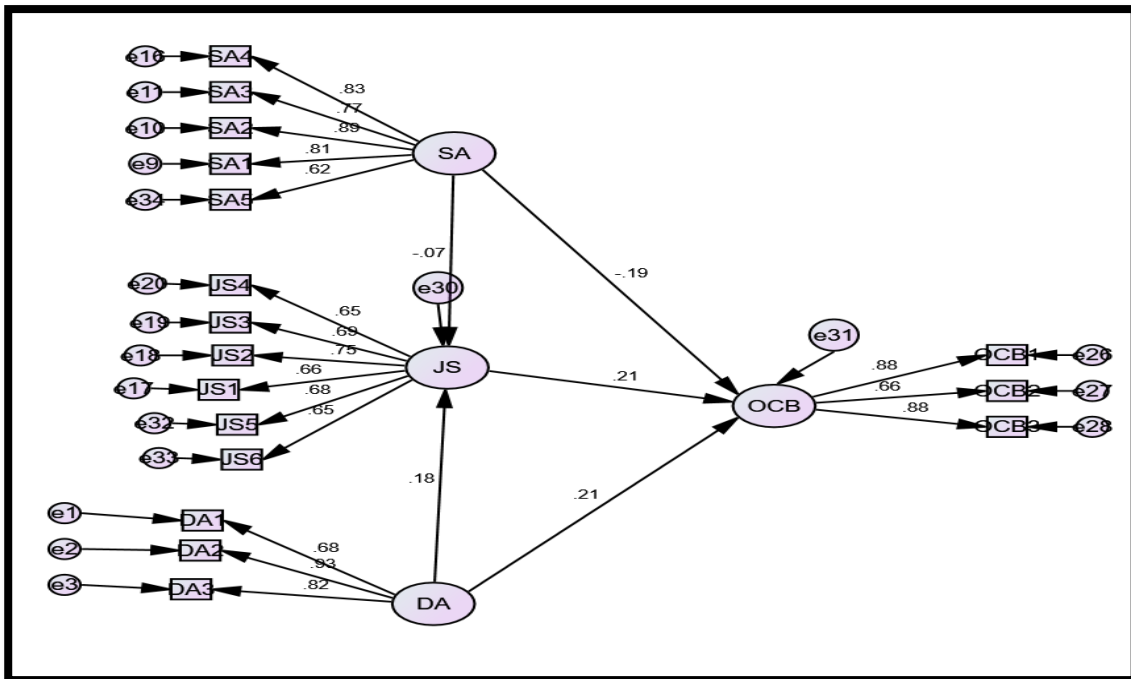 e16 SA4
.83
e11 SA3
.77
e10 SA2
.89
SA
e9 SA1
.81
e34 SA5
.62
-.07
-.19
e20 JS4
e30
.65
e19 JS3
.69
e31
e18 JS2
.75
OCB1 e26
.88
e17 JS1
.66
JS
.21
.66
OCB2 e27
.68
OCB
e32 JS5
.65
.88
OCB3 e28
e33 JS6
.18
.21
e1 DA1
.68
e2 DA2
.93
e3 DA3
.82
DA